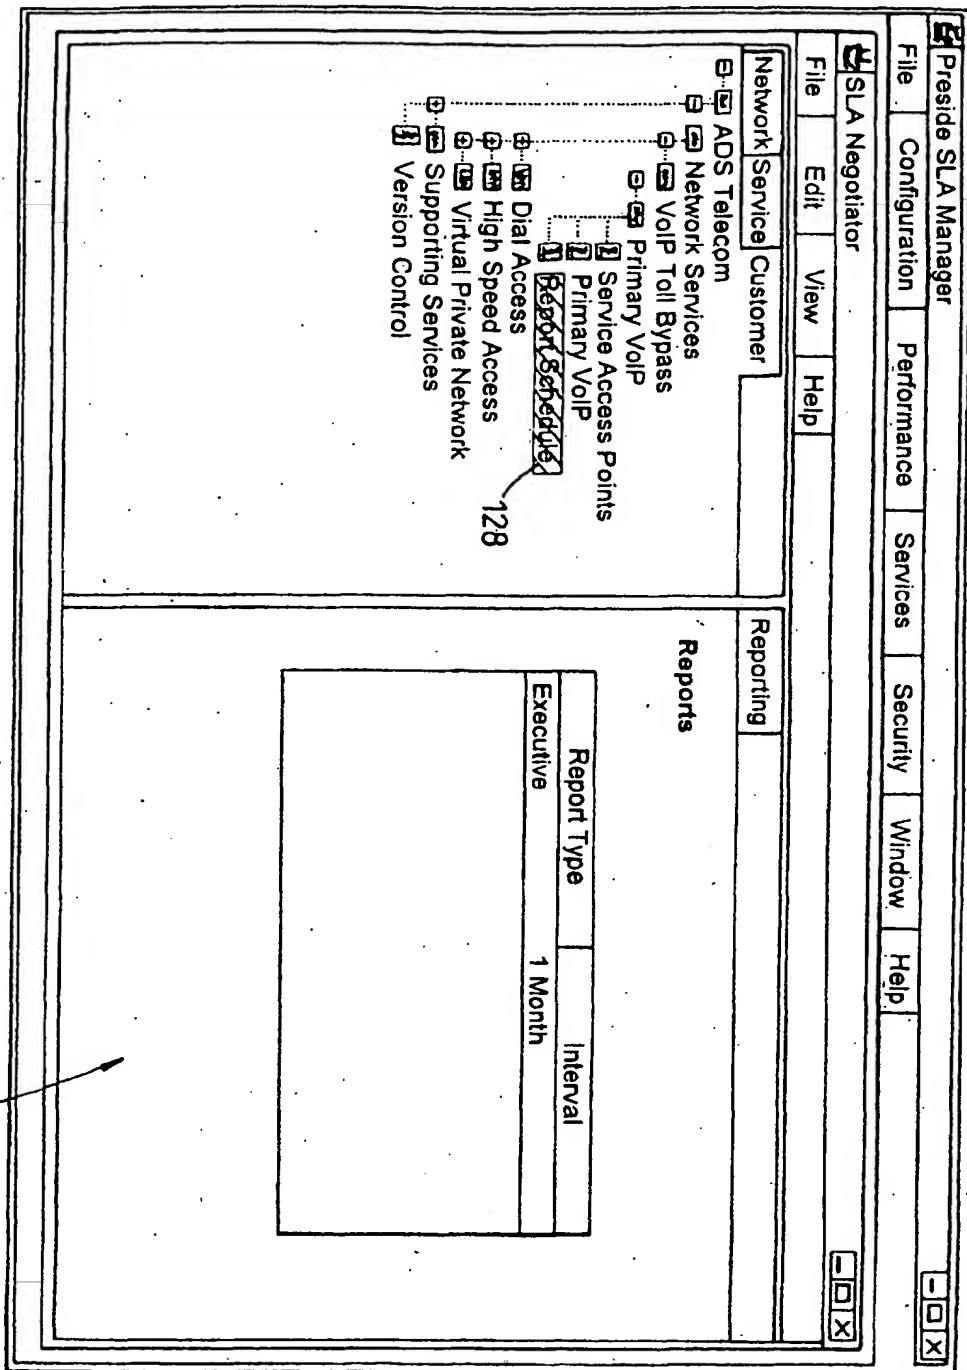 Preside SLA Manager
File Configuration Performance Services Security Window Help
SLA Negotiator
File Edit View Help
Network Service Customer
ADS Telecom
Network Services
VoIP Toll Bypass
Primary VoIP
Service Access Points
Primary VoIP
Report Schedule
Dial Access
High Speed Access
Virtual Private Network
Supporting Services
Version Control
128
Reporting
Reports
Report Type Interval
Executive 1 Month